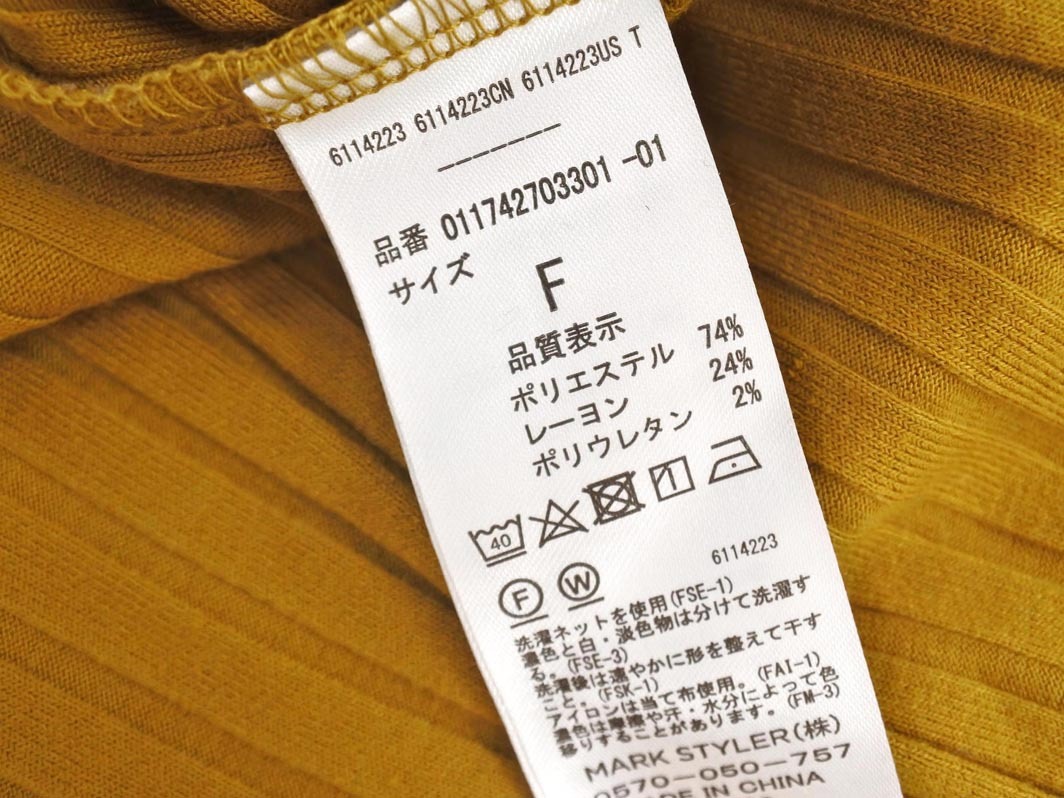 6114223 6114223CN 6114223US T
-------
品番 011742703301 -01
サイズ
F
品質表示
ポリエステル 74%
レーヨン 24%
ポリウレタン 2%
40
6114223
F W
洗濯ネットを使用(FSE-1)
濃色と白・淡色物は分けて洗濯す
る。(FSE-3)
洗濯後は速やかに形を整えて干す
こと。(FSK-1)
アイロンは当て布使用。(FAI-1)
濃色は摩擦や汗・水分によって色
移りすることがあります。(FM-3)
MARK STYLER(株)
0570-050-757
MADE IN CHINA